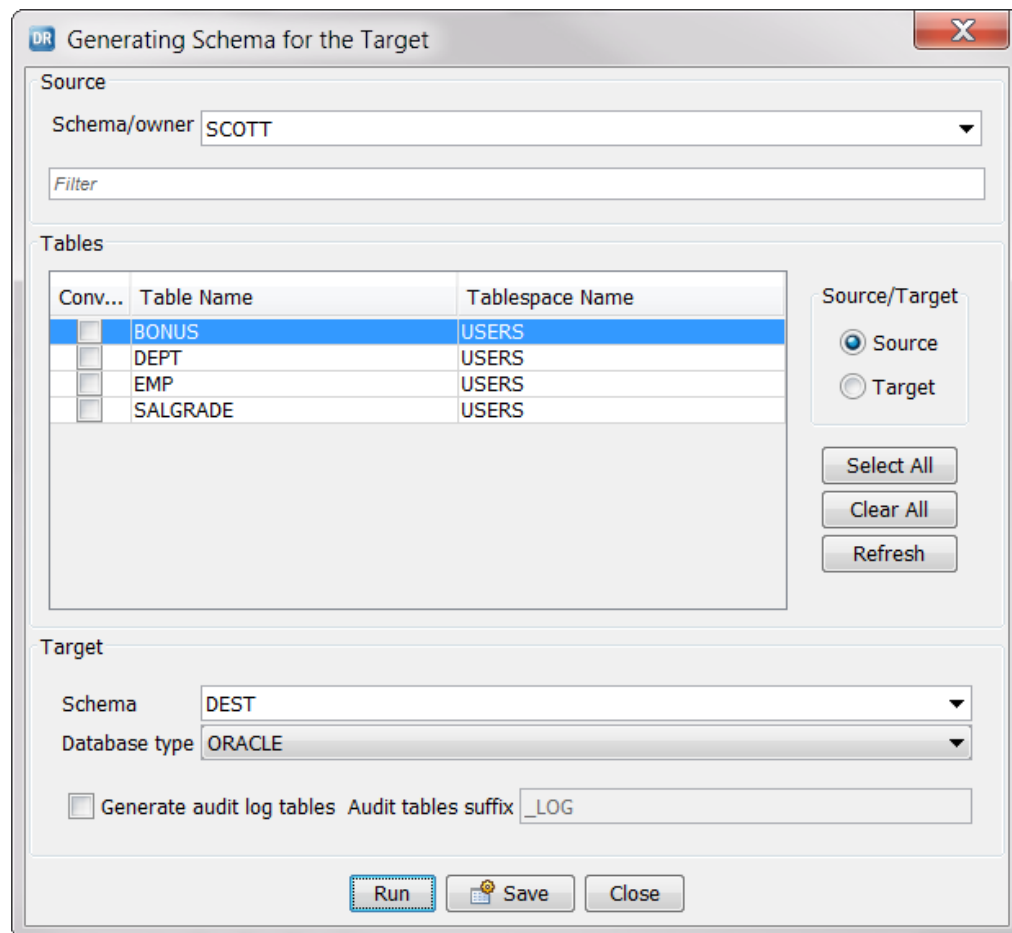 DR Generating Schema for the Target
Source
Schema/owner SCOTT
Filter
Tables
Conv... Table Name Tablespace Name
BONUS USERS
DEPT USERS
EMP USERS
SALGRADE USERS
Source/Target
Source
Target
Select All
Clear All
Refresh
Target
Schema DEST
Database type ORACLE
Generate audit log tables Audit tables suffix _LOG
Run Save Close